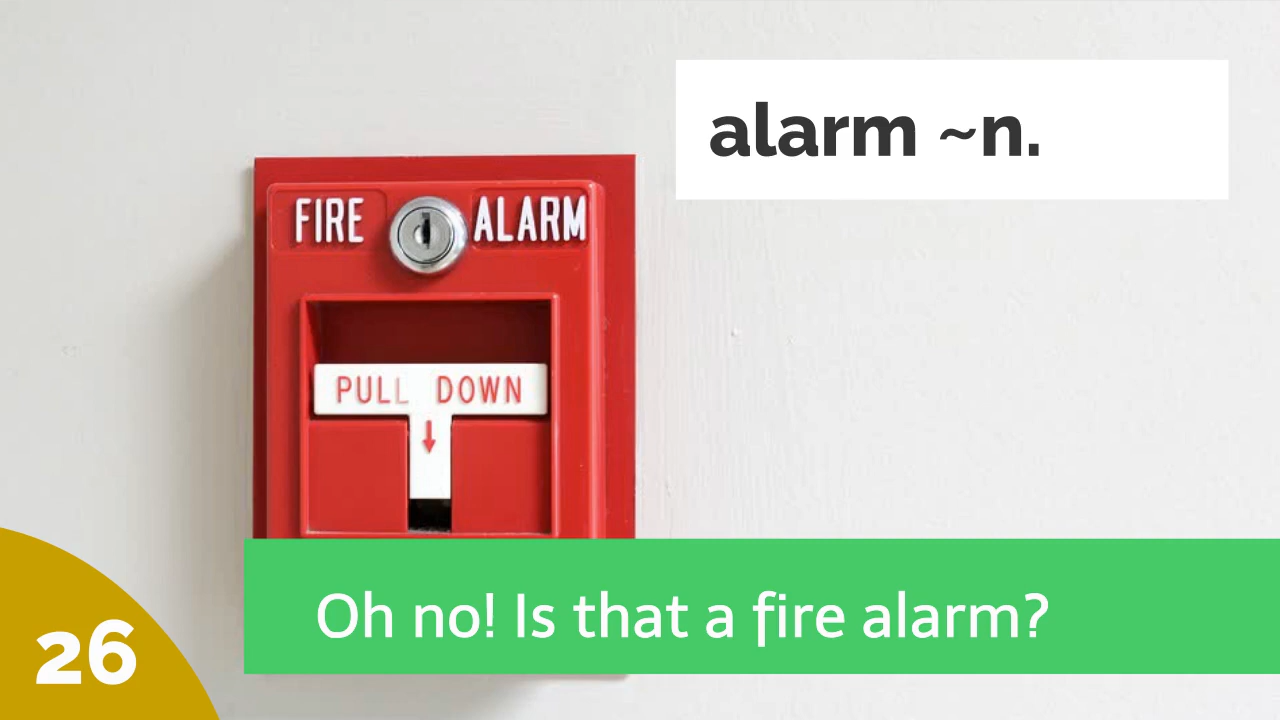 alarm ~n.
FIRE ALARM
PULL DOWN
Oh no! Is that a fire alarm?
26